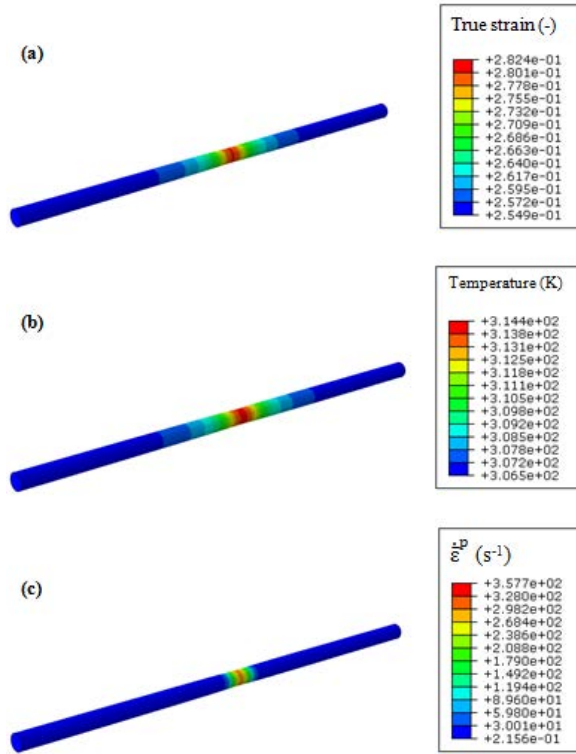 True strain (-)
(a)
+2.824e-01
+2.801e-01
+2.778e-01
+2.755e-01
+2.732e-01
+2.709e-01
+2.686e-01
+2.663e-01
+2.640e-01
+2.617e-01
+2.595e-01
+2.572e-01
+2.549e-01
Temperature (K)
(b)
+3.144e+02
+3.138e+02
+3.131e+02
+3.125e+02
+3.118e+02
+3.111e+02
+3.105e+02
+3.098e+02
+3.092e+02
+3.085e+02
+3.078e+02
+3.072e+02
+3.065e+02
ε̇̄ᵖ (s⁻¹)
(c)
+3.577e+02
+3.280e+02
+2.982e+02
+2.684e+02
+2.386e+02
+2.088e+02
+1.790e+02
+1.492e+02
+1.194e+02
+8.960e+01
+5.980e+01
+3.001e+01
+2.156e-01